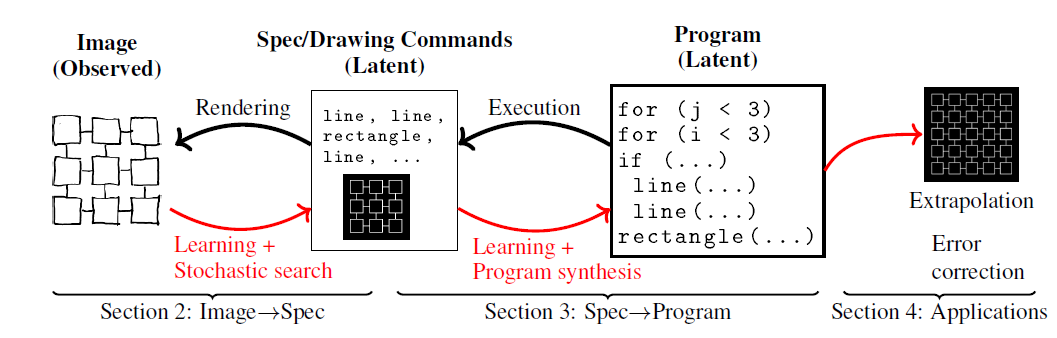 Image
(Observed)
Spec/Drawing Commands
(Latent)
Program
(Latent)
Rendering
Execution
line, line,
rectangle,
line, ...
for (j < 3)
for (i < 3)
if (...)
line(...)
line(...)
rectangle(...)
Learning +
Stochastic search
Learning +
Program synthesis
Extrapolation
Error
correction
Section 2: Image→Spec
Section 3: Spec→Program
Section 4: Applications